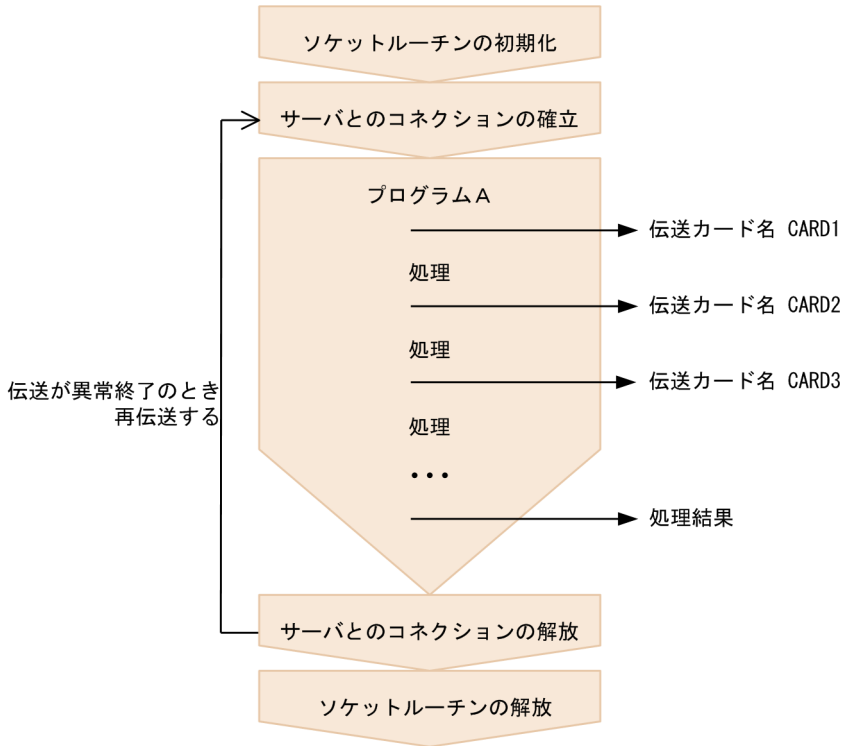 ソケットルーチンの初期化
サーバとのコネクションの確立
プログラムA
伝送カード名 CARD1
処理
伝送カード名 CARD2
処理
伝送カード名 CARD3
伝送が異常終了のとき
再伝送する
処理
・・・
処理結果
サーバとのコネクションの解放
ソケットルーチンの解放